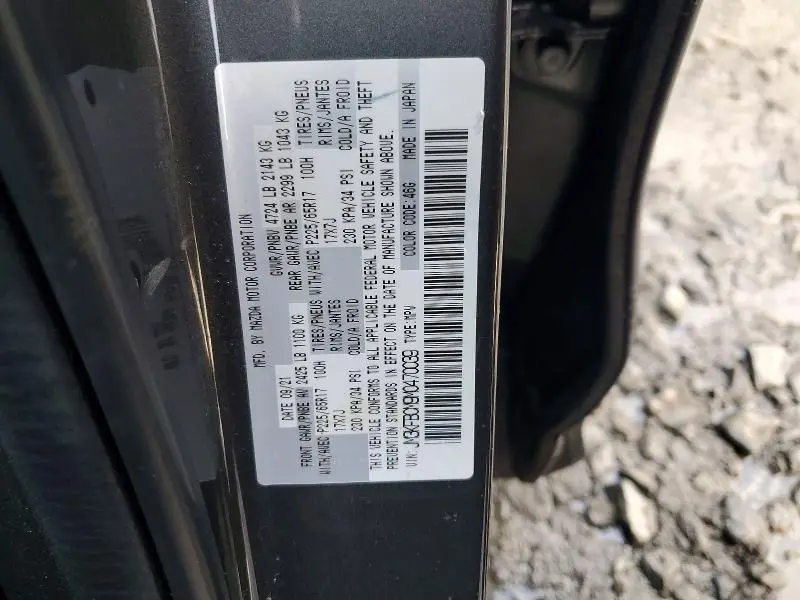 MFD. BY MAZDA MOTOR CORPORATION
DATE 09/21 GVWR/PNBV 4724 LB 2143 KG
FRONT GAWR/PNBE AV 2425 LB 1100 KG REAR GAWR/PNBE AR 2299 LB 1043 KG
WITH/AVEC P225/65R17 100H TIRES/PNEUS WITH/AVEC P225/65R17 100H TIRES/PNEUS
17X7J RIMS/JANTES 17X7J RIMS/JANTES
230 KPA/34 PSI COLD/A FROID 230 KPA/34 PSI COLD/A FROID
THIS VEHICLE CONFORMS TO ALL APPLICABLE FEDERAL MOTOR VEHICLE SAFETY AND THEFT
PREVENTION STANDARDS IN EFFECT ON THE DATE OF MANUFACTURE SHOWN ABOVE.
VIN: TYPE:MPV COLOR CODE:46G MADE IN JAPAN